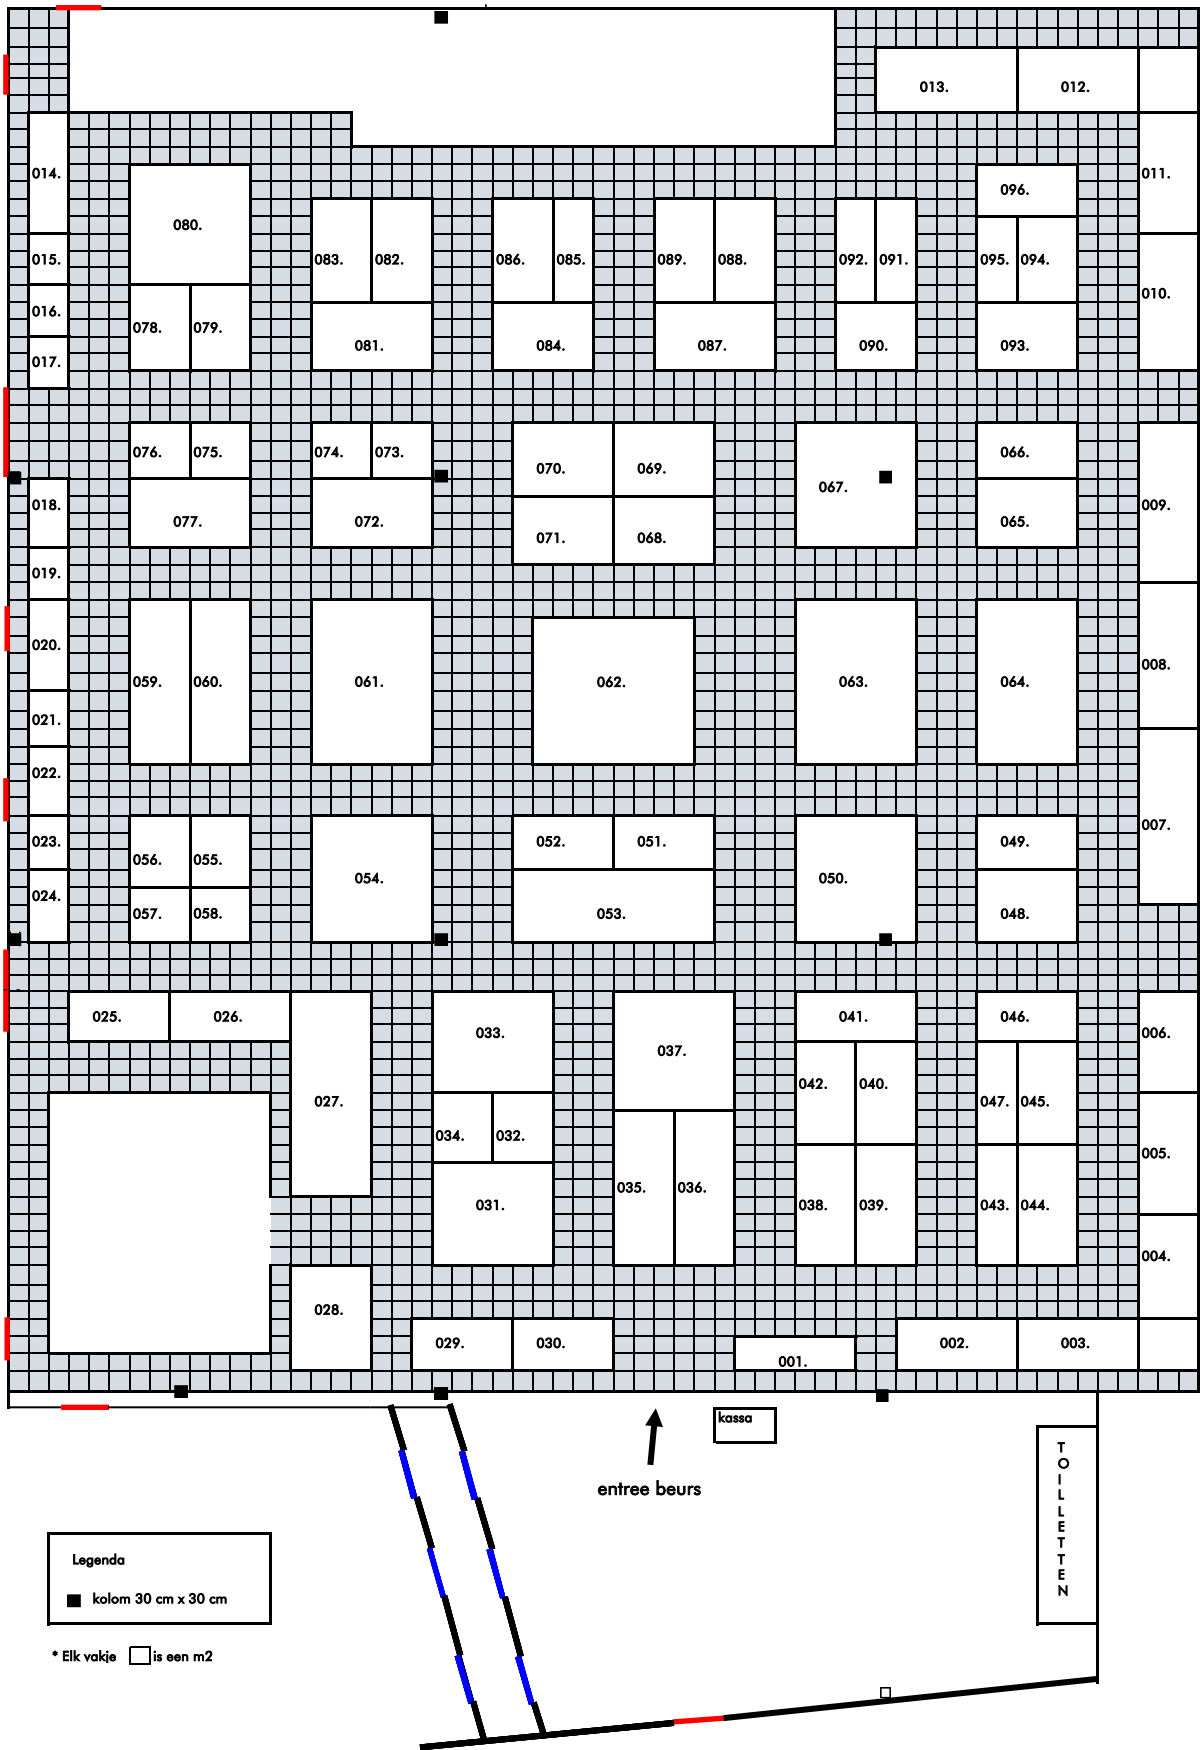 013. 012.
014. 011.
096.
080.
083. 082. 086. 085. 089. 088. 092. 091. 095. 094.
015.
010.
016.
078. 079.
081. 084. 087. 090. 093.
017.
076. 075. 074. 073. 066.
070. 069.
067.
018. 009.
077. 072. 065.
071. 068.
019.
020.
008.
059. 060. 061. 062. 063. 064.
021.
022.
007.
023. 052. 051. 049.
056. 055.
054. 050.
024.
057. 058. 053. 048.
025. 026. 041. 046.
033. 006.
037.
042. 040.
027. 047. 045.
034. 032.
005.
035. 036.
031. 038. 039. 043. 044.
004.
028.
029. 030. 002. 003.
001.
kassa
entree beurs
TOILLETTEN
Legenda
kolom 30 cm x 30 cm
* Elk vakje is een m2